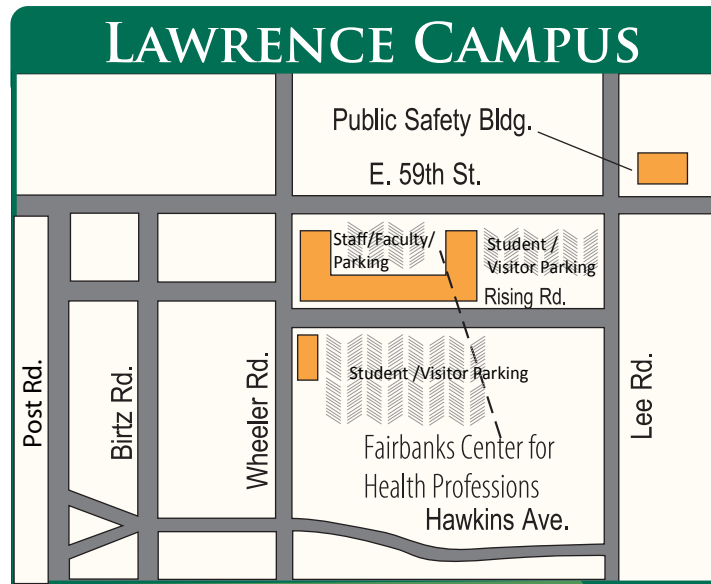 LAWRENCE CAMPUS
Public Safety Bldg.
E. 59th St.
Staff/Faculty/
Parking
Student /
Visitor Parking
Rising Rd.
Post Rd.
Birtz Rd.
Wheeler Rd.
Lee Rd.
Student /Visitor Parking
Fairbanks Center for
Health Professions
Hawkins Ave.